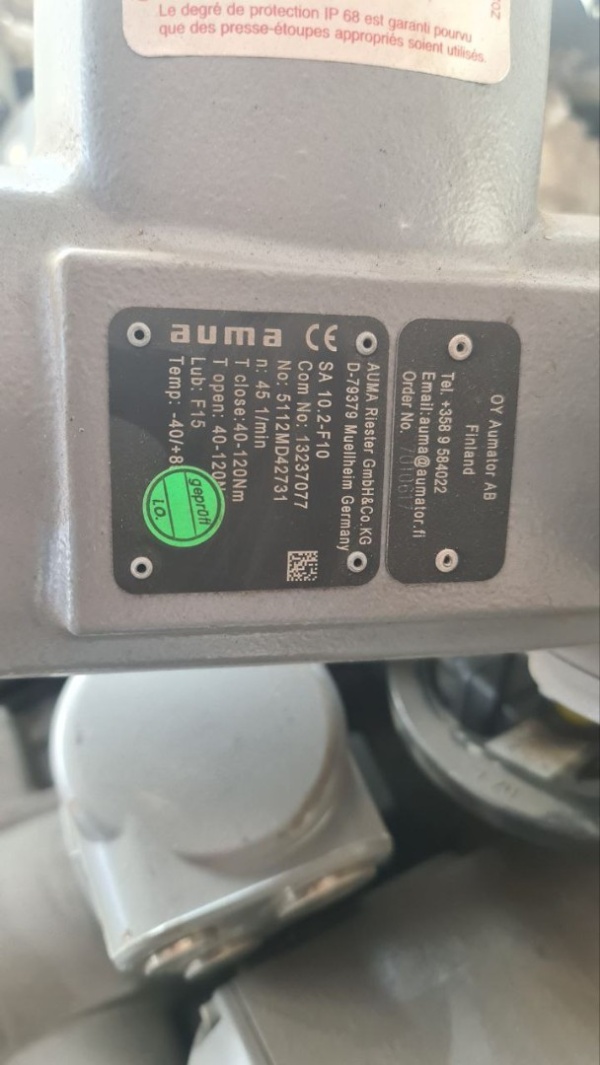 Le degré de protection IP 68 est garanti pourvu
que des presse-étoupes appropriés soient utilisés.
auma CE
AUMA Riester GmbH&Co.KG
D-79379 Muellheim Germany
SA 10.2-F10
Com No: 13237077
No: 5112MD42731
n: 45 1/min
T close: 40-120Nm
T open: 40-120N
Lub: F15
Temp: -40/+8
geprüft
i.O.
OY Aumator AB
Finland
Tel. +358 9 584022
Email:auma@aumator.fi
Order No.